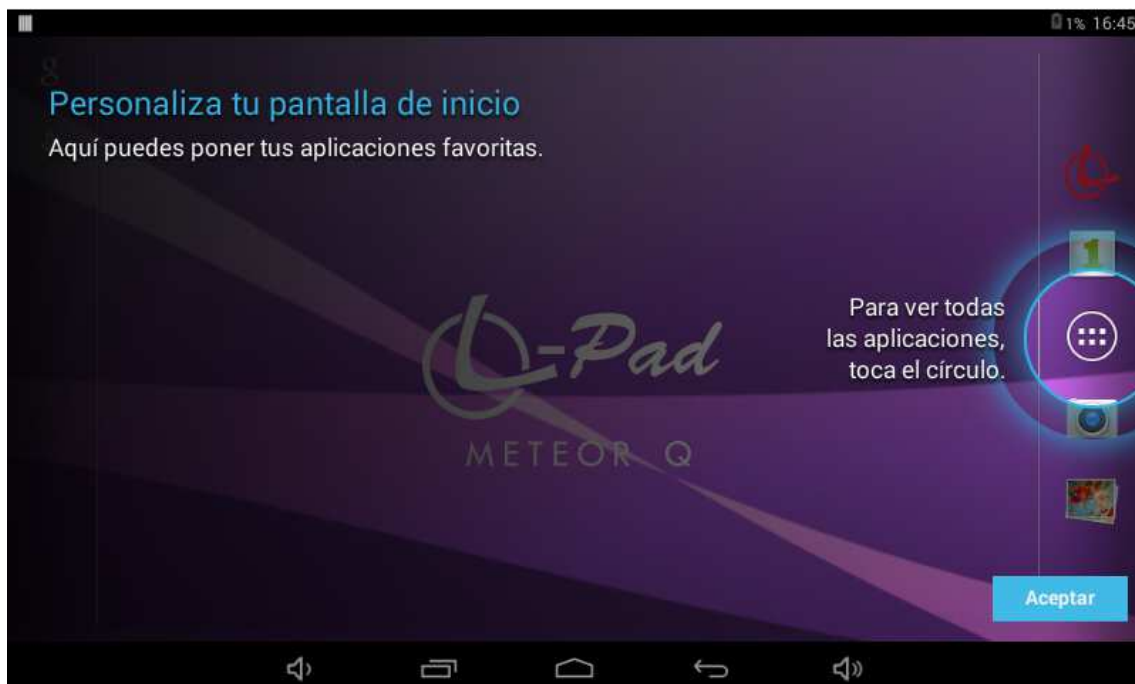 1% 16:45
Personaliza tu pantalla de inicio
Aquí puedes poner tus aplicaciones favoritas.
1
Para ver todas
las aplicaciones,
toca el círculo.
L-Pad
METEOR Q
Aceptar